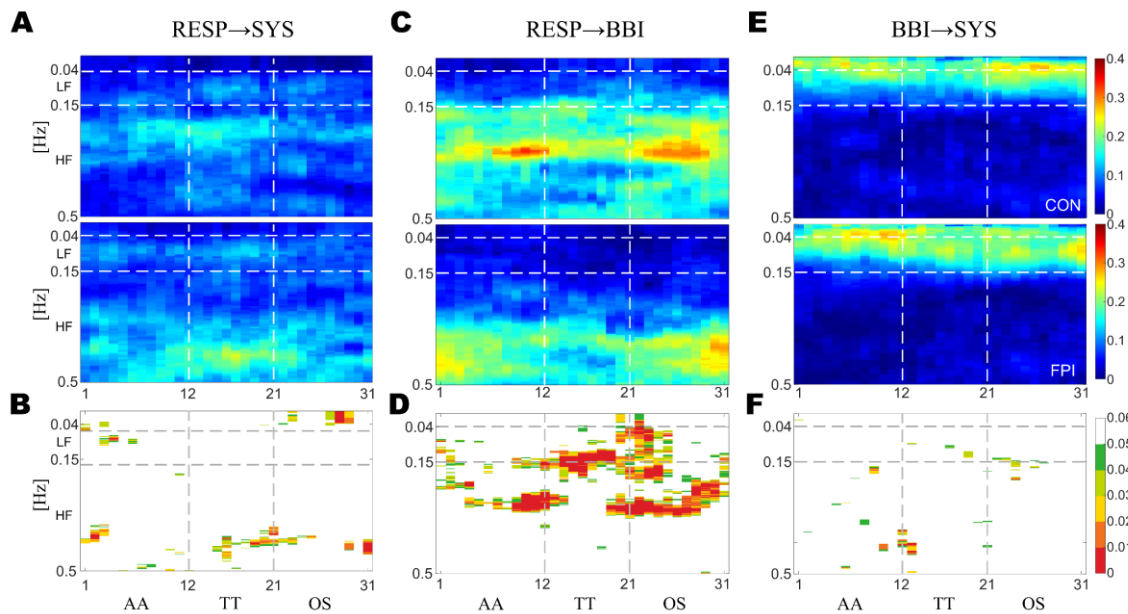 A RESP→SYS
C RESP→BBI
E BBI→SYS
0.04 LF 0.15 [Hz] HF 0.5
0.04 0.15 0.5
0.04 0.15 0.5 CON
0.4 0.3 0.2 0.1 0
0.04 LF 0.15 [Hz] HF 0.5
1 12 21 31
0.04 0.15 0.5
1 12 21 31
0.04 0.15 0.5 FPI
1 12 21 31
0.4 0.3 0.2 0.1 0.0
B
0.04 LF 0.15 [Hz] HF 0.5
1 12 21 31
AA TT OS
D
0.04 0.15 0.5
1 12 21 31
AA TT OS
F
0.04 0.15 0.5
1 12 21 31
AA TT OS
0.06 0.05 0.04 0.03 0.02 0.01 0